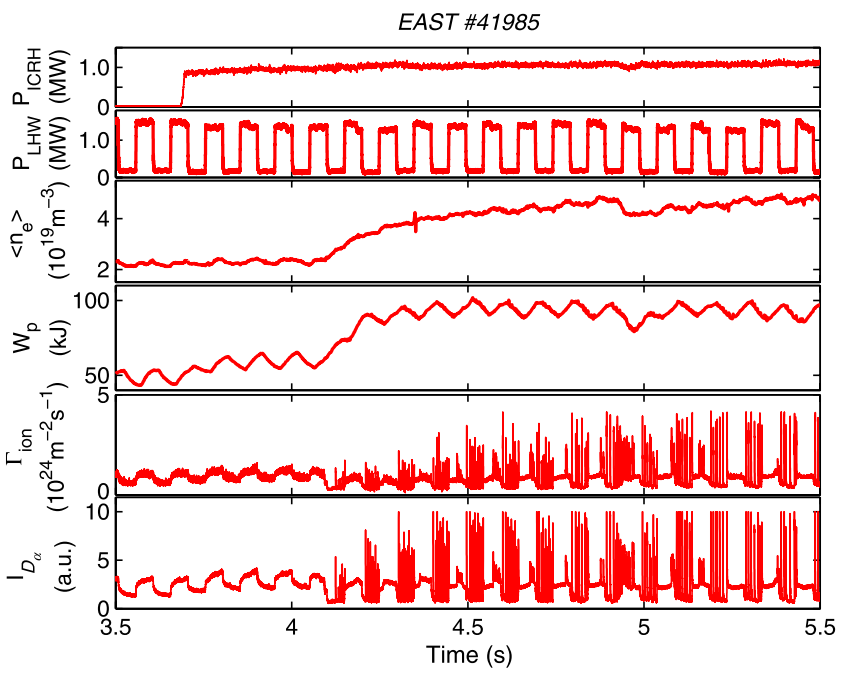 EAST #41985
P_ICRH
(MW)
1.0
0
P_LHW
(MW)
1.0
0
<n_e>
(10^19 m^−3)
4
2
W_p
(kJ)
100
50
Γ_ion
(10^24 m^−2 s^−1)
5
0
I_Dα
(a.u.)
10
5
0
3.5 4 4.5 5 5.5
Time (s)